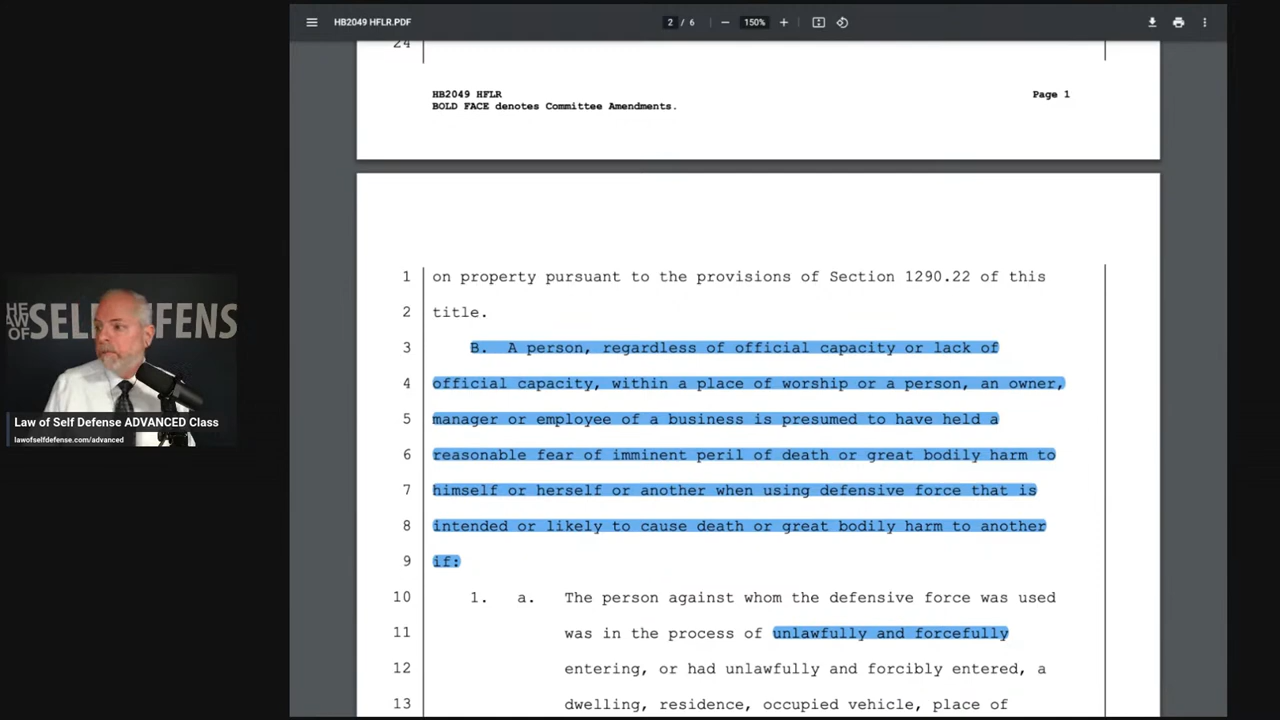 HB2049 HFLR.PDF
2 / 6
150%
24
HB2049 HFLR
Page 1
BOLD FACE denotes Committee Amendments.
1 on property pursuant to the provisions of Section 1290.22 of this
2 title.
3 B. A person, regardless of official capacity or lack of
4 official capacity, within a place of worship or a person, an owner,
5 manager or employee of a business is presumed to have held a
6 reasonable fear of imminent peril of death or great bodily harm to
7 himself or herself or another when using defensive force that is
8 intended or likely to cause death or great bodily harm to another
9 if:
10 1. a. The person against whom the defensive force was used
11 was in the process of unlawfully and forcefully
12 entering, or had unlawfully and forcibly entered, a
13 dwelling, residence, occupied vehicle, place of
Law of Self Defense ADVANCED Class
lawofselfdefense.com/advanced